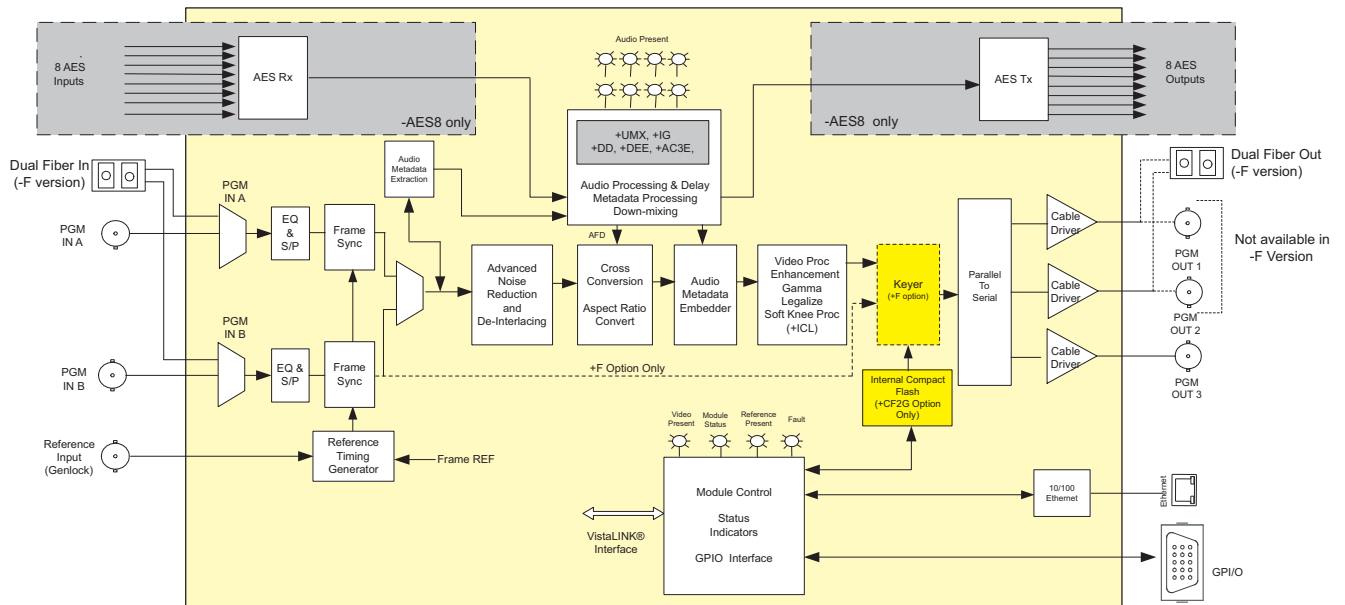 Audio Present
8 AES
Inputs
AES Rx
-AES8 only
+UMX, +IG
+DD, +DEE, +AC3E,
Audio Processing & Delay
Metadata Processing
Down-mixing
AES Tx
8 AES
Outputs
-AES8 only
Dual Fiber In
(-F version)
PGM
IN A
PGM
IN A
EQ
&
S/P
Frame
Sync
Audio
Metadata
Extraction
AFD
Advanced
Noise
Reduction
and
De-Interlacing
Cross
Conversion
Aspect Ratio
Convert
Audio
Metadata
Embedder
Video Proc
Enhancement
Gamma
Legalize
Soft Knee Proc
(+ICL)
Keyer
(+F option)
Parallel
To
Serial
Cable
Driver
Cable
Driver
Cable
Driver
Dual Fiber Out
(-F version)
PGM
OUT 1
Not available in
-F Version
PGM
OUT 2
PGM
OUT 3
PGM
IN B
PGM
IN B
EQ &
S/P
Frame
Sync
+F Option Only
Internal Compact
Flash
(+CF2G Option
Only)
Reference
Input
(Genlock)
Reference
Timing
Generator
Frame REF
Video
Present
Module
Status
Reference
Present
Fault
Module Control
Status
Indicators
GPIO Interface
VistaLINK®
Interface
10/100
Ethernet
Ethernet
GPI/O